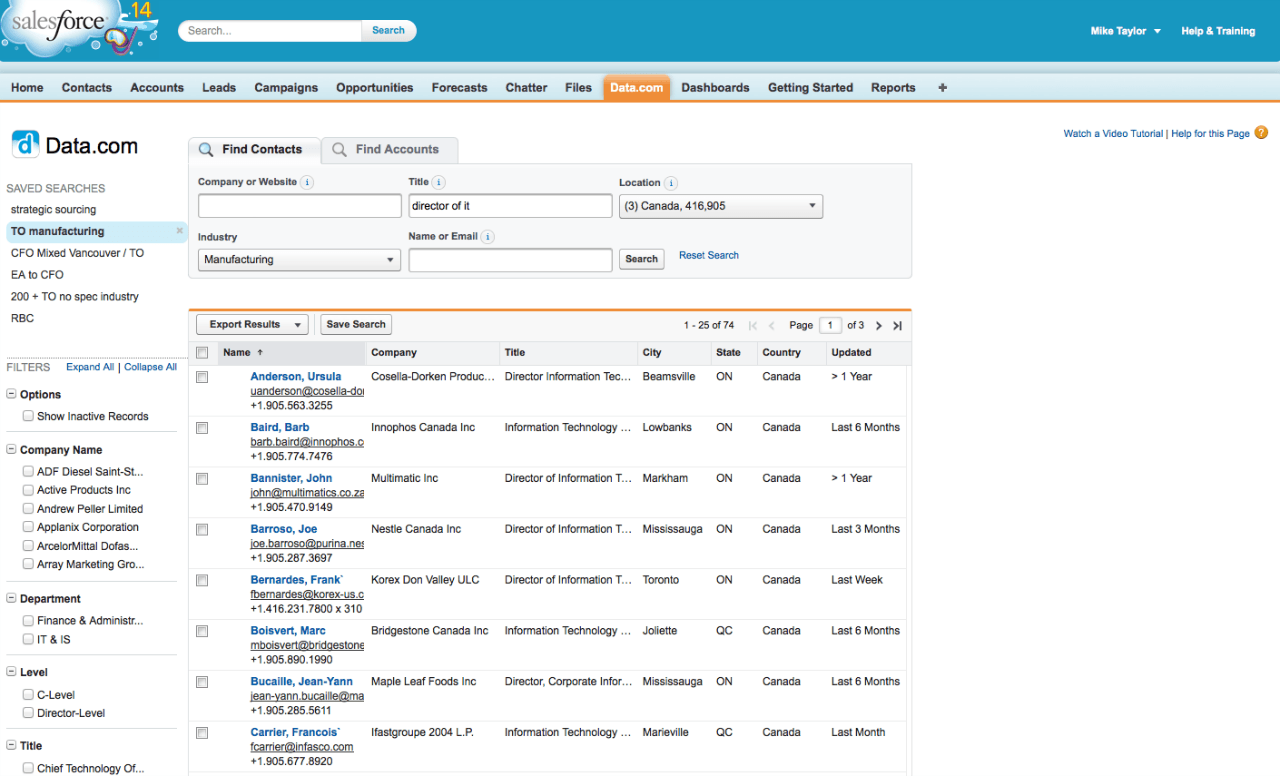 salesforce '14
Search...
Search
Mike Taylor
Help & Training
Home Contacts Accounts Leads Campaigns Opportunities Forecasts Chatter Files Data.com Dashboards Getting Started Reports +
Watch a Video Tutorial | Help for this Page ?
d Data.com
SAVED SEARCHES
strategic sourcing
TO manufacturing ×
CFO Mixed Vancouver / TO
EA to CFO
200 + TO no spec industry
RBC
FILTERS Expand All | Collapse All
Options
Show Inactive Records
Company Name
ADF Diesel Saint-St...
Active Products Inc
Andrew Peller Limited
Applanix Corporation
ArcelorMittal Dofas...
Array Marketing Gro...
Department
Finance & Administr...
IT & IS
Level
C-Level
Director-Level
Title
Chief Technology Of...
Find Contacts Find Accounts
Company or Website i Title i Location i
director of it (3) Canada, 416,905
Industry Name or Email i
Manufacturing Search Reset Search
Export Results Save Search 1 - 25 of 74 Page 1 of 3
Name ↑ Company Title City State Country Updated
Anderson, Ursula Cosella-Dorken Produc... Director Information Tec... Beamsville ON Canada > 1 Year
uanderson@cosella-dor
+1.905.563.3255
Baird, Barb Innophos Canada Inc Information Technology ... Lowbanks ON Canada Last 6 Months
barb.baird@innophos.c
+1.905.774.7476
Bannister, John Multimatic Inc Director of Information T... Markham ON Canada > 1 Year
john@multimatics.co.za
+1.905.470.9149
Barroso, Joe Nestle Canada Inc Director of Information T... Mississauga ON Canada Last 3 Months
joe.barroso@purina.nes
+1.905.287.3697
Bernardes, Frank` Korex Don Valley ULC Director of Information T... Toronto ON Canada Last Week
fbernardes@korex-us.c
+1.416.231.7800 x 310
Boisvert, Marc Bridgestone Canada Inc Information Technology ... Joliette QC Canada Last 6 Months
mboisvert@bridgestone
+1.905.890.1990
Bucaille, Jean-Yann Maple Leaf Foods Inc Director, Corporate Infor... Mississauga ON Canada Last 6 Months
jean-yann.bucaille@ma
+1.905.285.5611
Carrier, Francois` Ifastgroupe 2004 L.P. Information Technology ... Marieville QC Canada Last Month
fcarrier@infasco.com
+1.905.677.8920